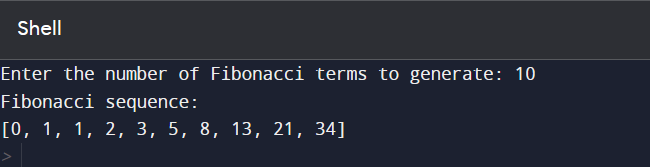 Shell
Enter the number of Fibonacci terms to generate: 10
Fibonacci sequence:
[0, 1, 1, 2, 3, 5, 8, 13, 21, 34]
>